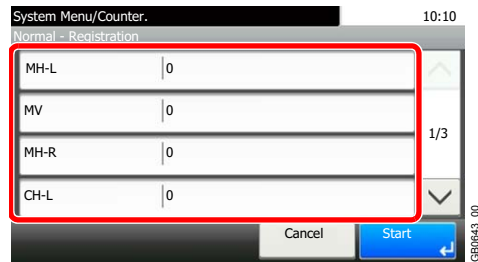 System Menu/Counter. 10:10
Normal - Registration
MH-L 0
MV 0
1/3
MH-R 0
CH-L 0
Cancel Start
GB0643_00